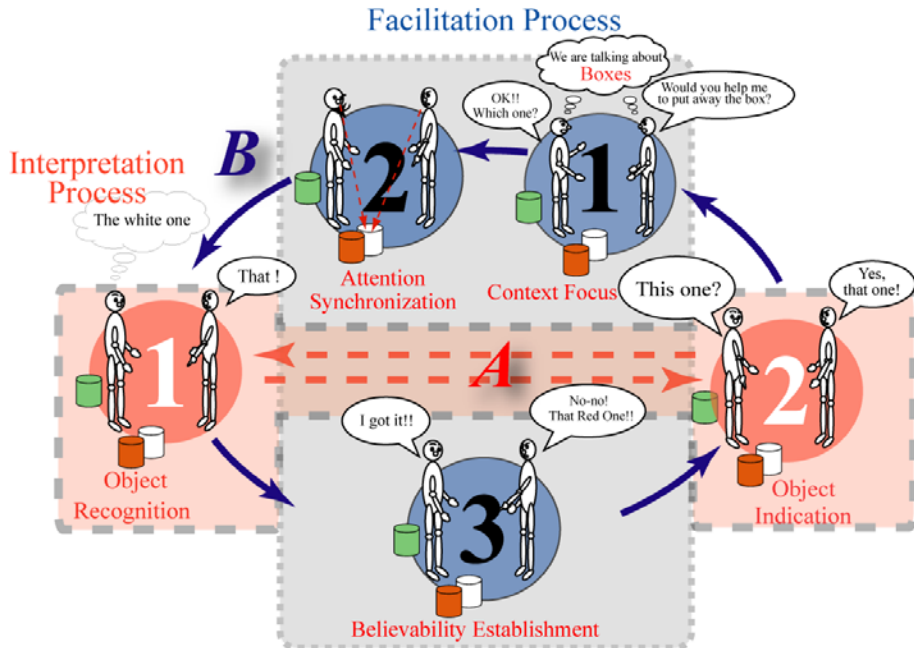 Facilitation Process
We are talking about
Boxes
OK!!
Which one?
Would you help me
to put away the box?
B
2
1
Interpretation
Process
The white one
Attention
Synchronization
Context Focus
That !
This one?
Yes,
that one!
1
A
2
I got it!!
No-no!
That Red One!!
Object
Recognition
3
Object
Indication
Believability Establishment